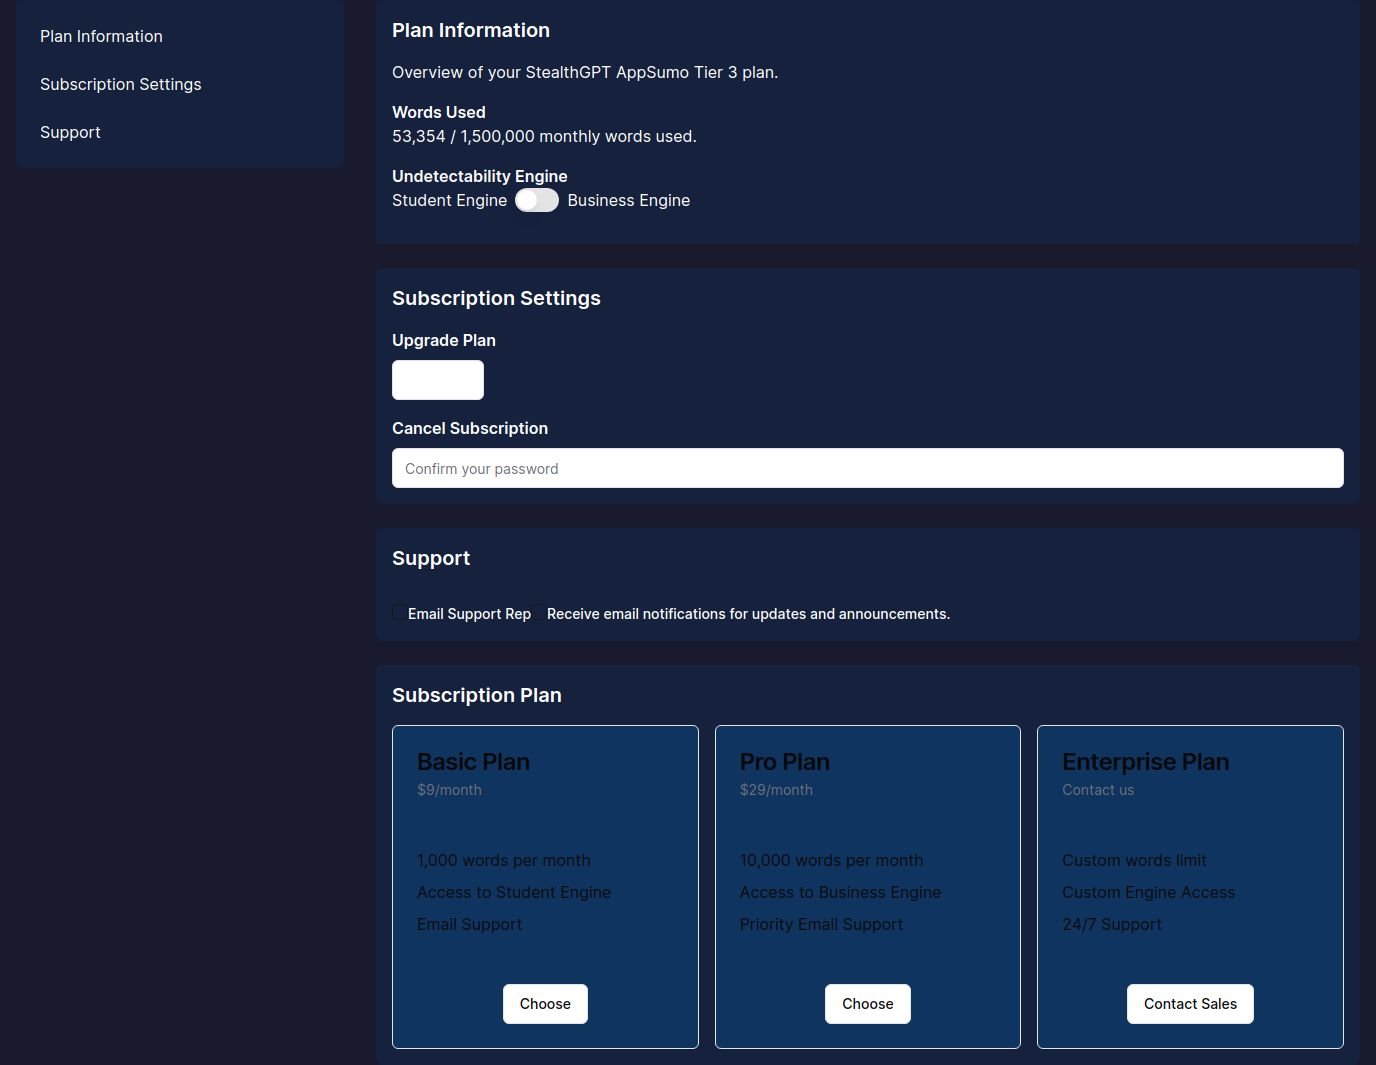 Plan Information
Subscription Settings
Support
Plan Information
Overview of your StealthGPT AppSumo Tier 3 plan.
Words Used
53,354 / 1,500,000 monthly words used.
Undetectability Engine
Student Engine Business Engine
Subscription Settings
Upgrade Plan
Cancel Subscription
Confirm your password
Support
Email Support Rep Receive email notifications for updates and announcements.
Subscription Plan
Basic Plan
$9/month
1,000 words per month
Access to Student Engine
Email Support
Choose
Pro Plan
$29/month
10,000 words per month
Access to Business Engine
Priority Email Support
Choose
Enterprise Plan
Contact us
Custom words limit
Custom Engine Access
24/7 Support
Contact Sales